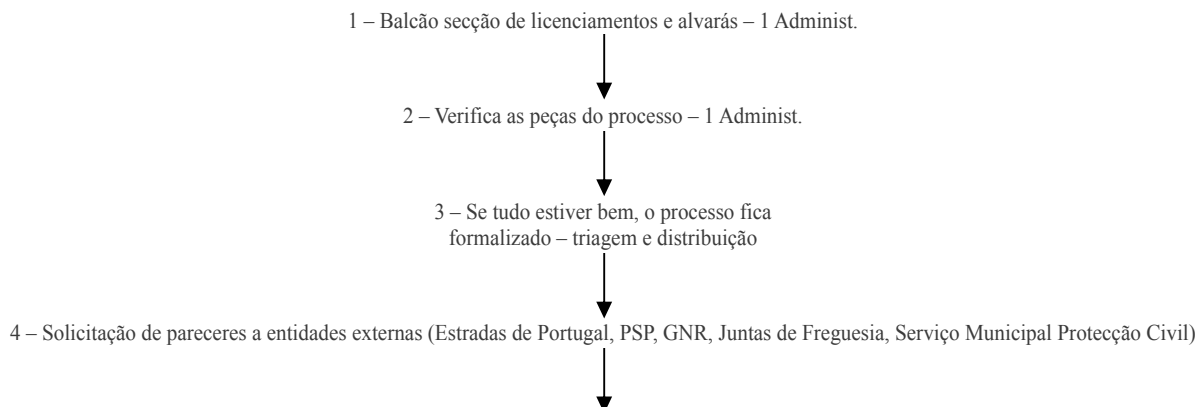 1 – Balcão secção de licenciamentos e alvarás – 1 Administ.
2 – Verifica as peças do processo – 1 Administ.
3 – Se tudo estiver bem, o processo fica
formalizado – triagem e distribuição
4 – Solicitação de pareceres a entidades externas (Estradas de Portugal, PSP, GNR, Juntas de Freguesia, Serviço Municipal Protecção Civil)